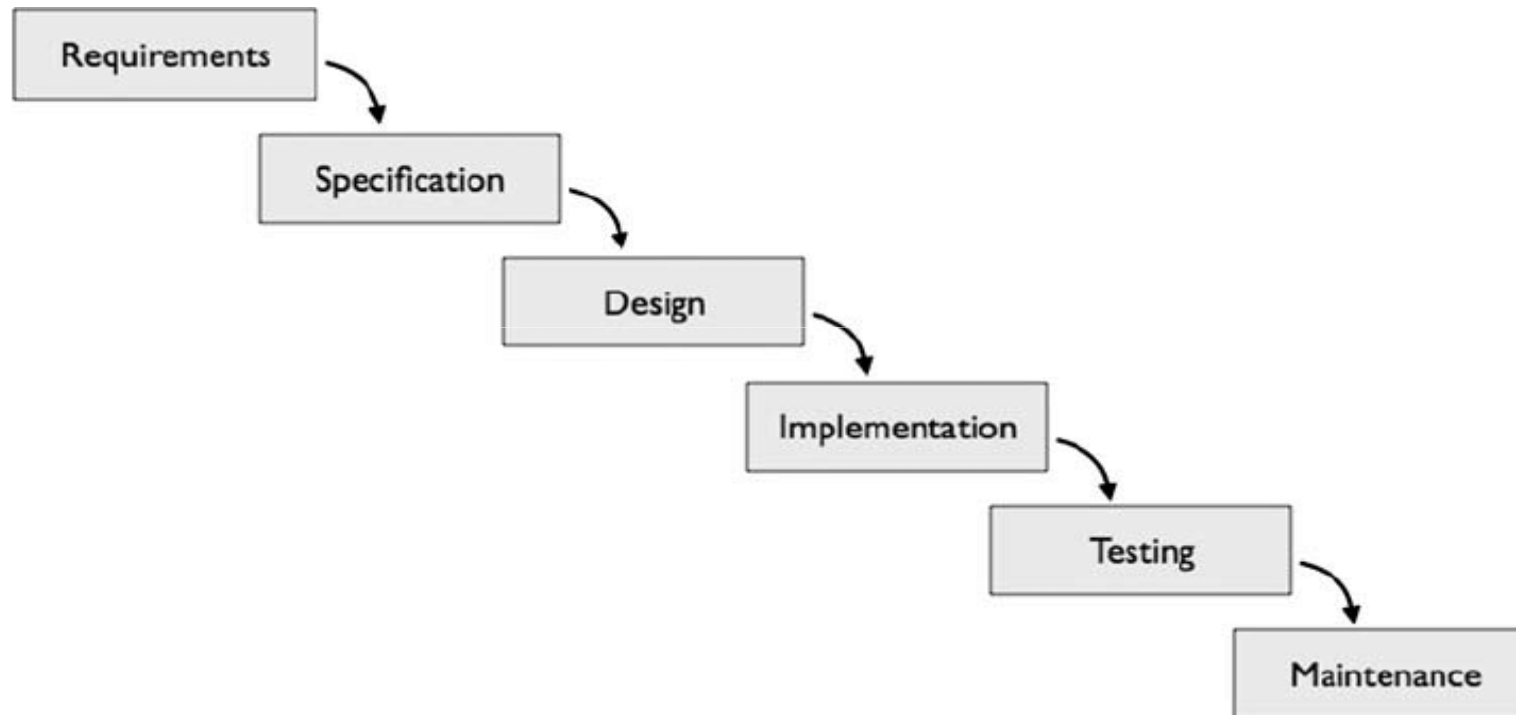 Requirements
Specification
Design
Implementation
Testing
Maintenance